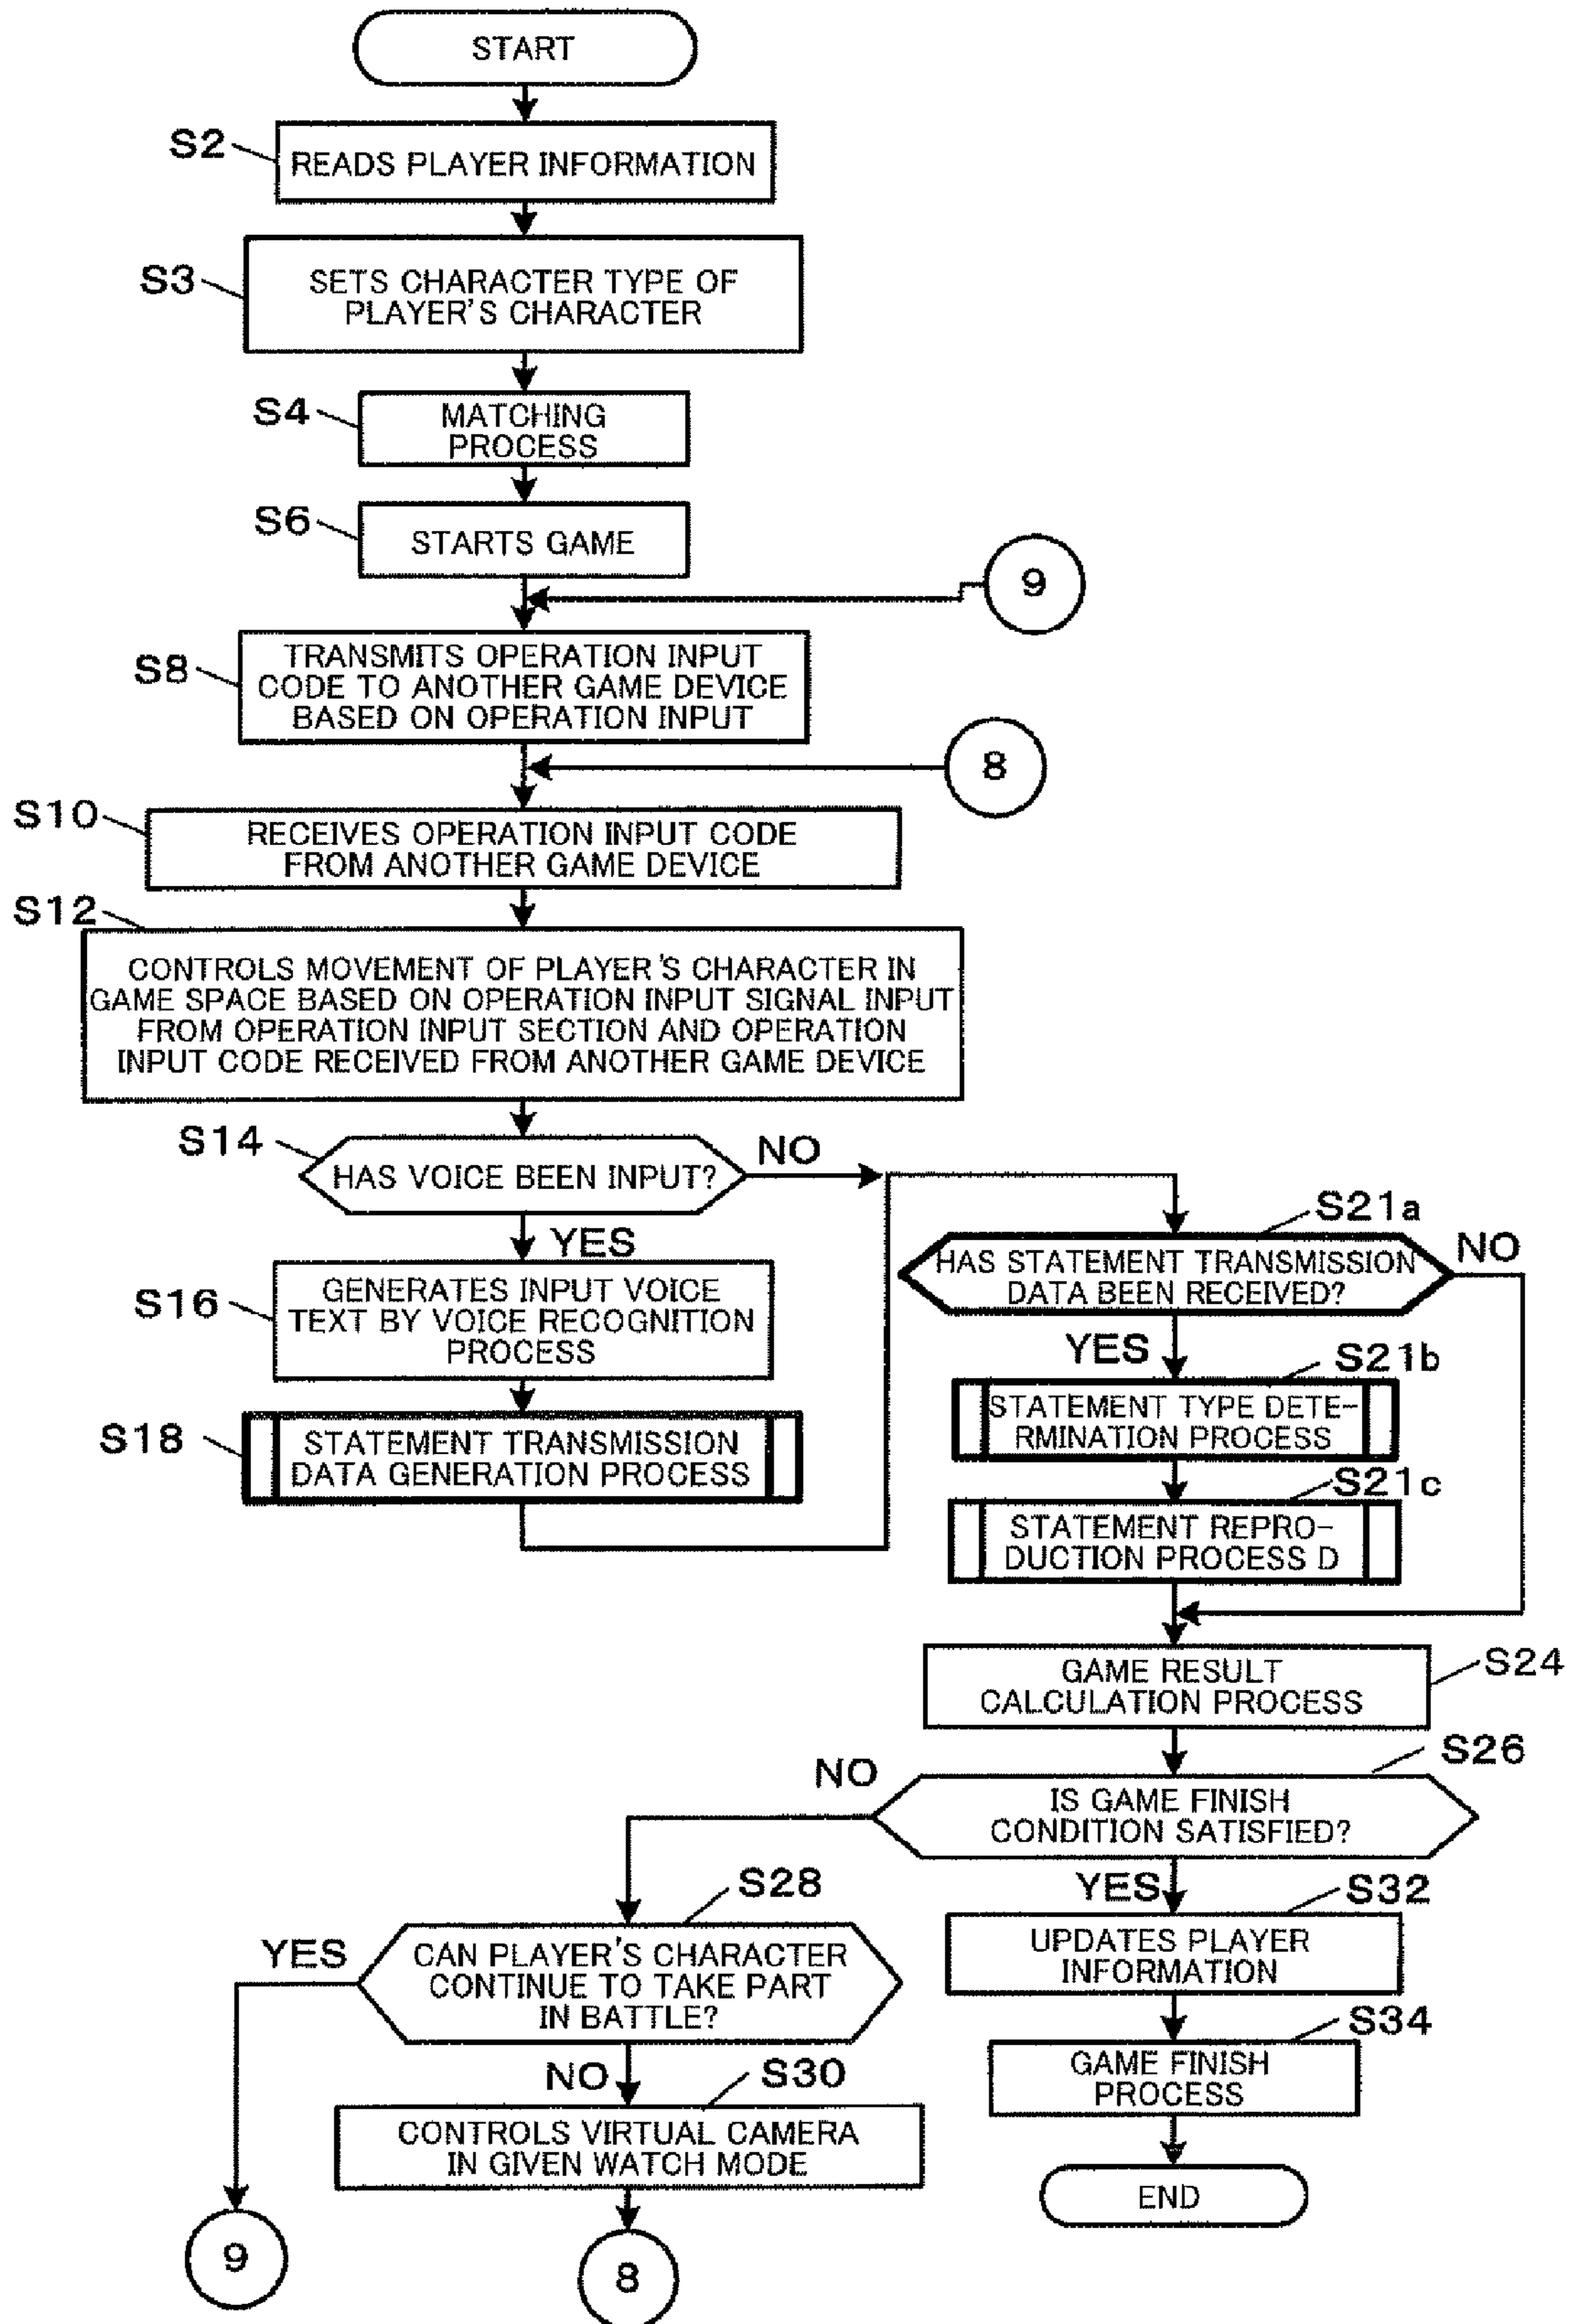 START
S2
READS PLAYER INFORMATION
S3
SETS CHARACTER TYPE OF
PLAYER'S CHARACTER
S4
MATCHING
PROCESS
S6
STARTS GAME
9
S8
TRANSMITS OPERATION INPUT
CODE TO ANOTHER GAME DEVICE
BASED ON OPERATION INPUT
8
S10
RECEIVES OPERATION INPUT CODE
FROM ANOTHER GAME DEVICE
S12
CONTROLS MOVEMENT OF PLAYER'S CHARACTER IN
GAME SPACE BASED ON OPERATION INPUT SIGNAL INPUT
FROM OPERATION INPUT SECTION AND OPERATION
INPUT CODE RECEIVED FROM ANOTHER GAME DEVICE
S14
HAS VOICE BEEN INPUT?
NO
YES
S16
GENERATES INPUT VOICE
TEXT BY VOICE RECOGNITION
PROCESS
S18
STATEMENT TRANSMISSION
DATA GENERATION PROCESS
S21a
HAS STATEMENT TRANSMISSION
DATA BEEN RECEIVED?
NO
YES
S21b
STATEMENT TYPE DETE-
RMINATION PROCESS
S21c
STATEMENT REPRO-
DUCTION PROCESS D
S24
GAME RESULT
CALCULATION PROCESS
S26
IS GAME FINISH
CONDITION SATISFIED?
NO
YES
S28
CAN PLAYER'S CHARACTER
CONTINUE TO TAKE PART
IN BATTLE?
YES
NO
S30
CONTROLS VIRTUAL CAMERA
IN GIVEN WATCH MODE
9
8
S32
UPDATES PLAYER
INFORMATION
S34
GAME FINISH
PROCESS
END